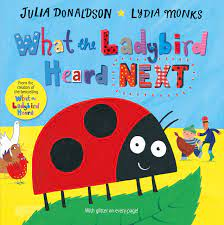 JULIA DONALDSON * LYDIA MONKS
What the
Ladybird
Heard NEXT
From the
creators of
the bestselling
What the
Ladybird
Heard
With glitter on every page!